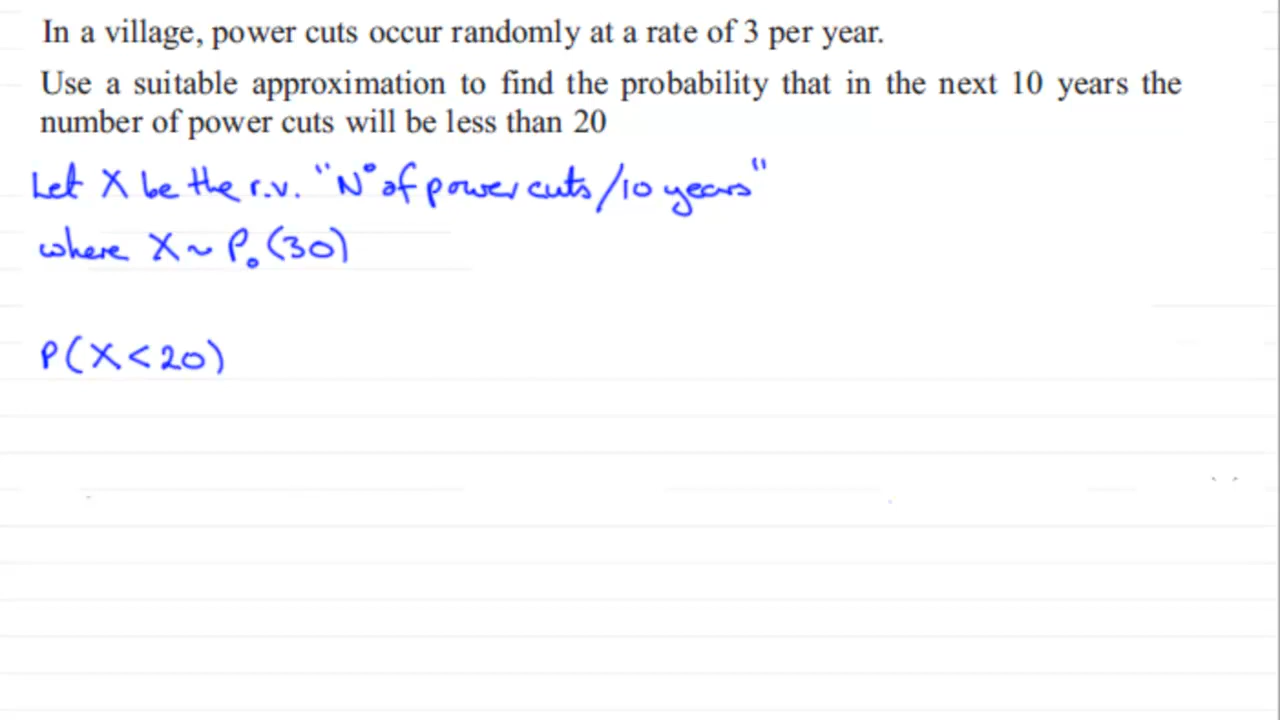 In a village, power cuts occur randomly at a rate of 3 per year.
Use a suitable approximation to find the probability that in the next 10 years the
number of power cuts will be less than 20
Let X be the r.v. "N° of power cuts/10 years"
where X ~ P₀(30)
P(X<20)